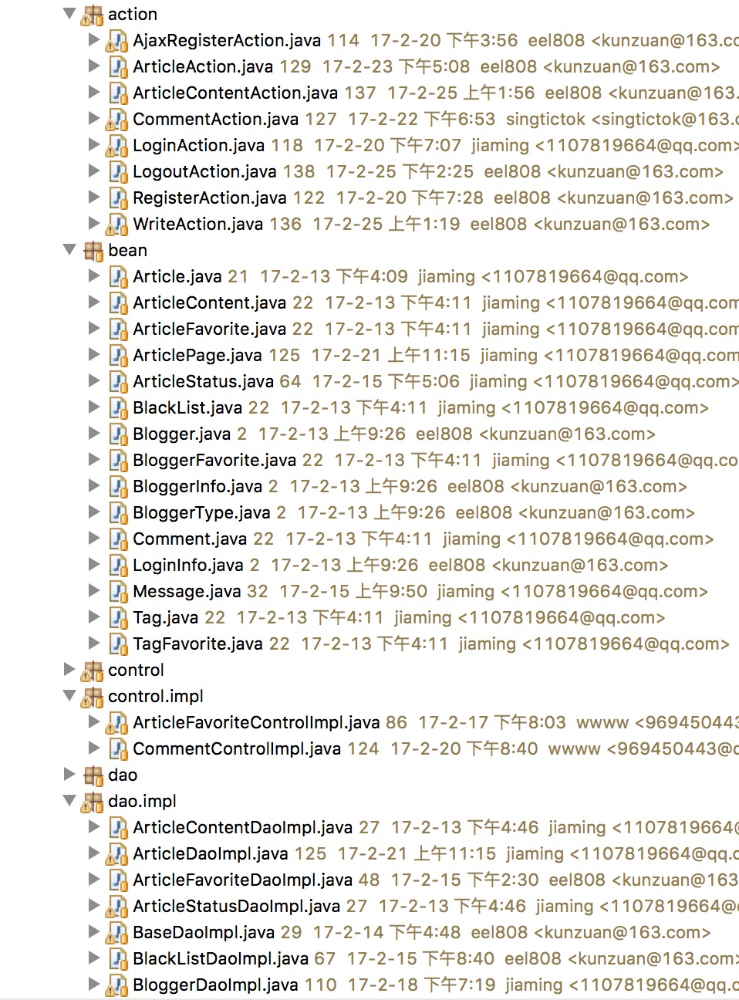 action
AjaxRegisterAction.java 114 17-2-20 下午3:56 eel808 <kunzuan@163.co
ArticleAction.java 129 17-2-23 下午5:08 eel808 <kunzuan@163.com>
ArticleContentAction.java 137 17-2-25 上午1:56 eel808 <kunzuan@163.
CommentAction.java 127 17-2-22 下午6:53 singtictok <singtictok@163.c
LoginAction.java 118 17-2-20 下午7:07 jiaming <1107819664@qq.com>
LogoutAction.java 138 17-2-25 下午2:25 eel808 <kunzuan@163.com>
RegisterAction.java 122 17-2-20 下午7:28 eel808 <kunzuan@163.com>
WriteAction.java 136 17-2-25 上午1:19 eel808 <kunzuan@163.com>
bean
Article.java 21 17-2-13 下午4:09 jiaming <1107819664@qq.com>
ArticleContent.java 22 17-2-13 下午4:11 jiaming <1107819664@qq.com
ArticleFavorite.java 22 17-2-13 下午4:11 jiaming <1107819664@qq.com
ArticlePage.java 125 17-2-21 上午11:15 jiaming <1107819664@qq.com
ArticleStatus.java 64 17-2-15 下午5:06 jiaming <1107819664@qq.com>
BlackList.java 22 17-2-13 下午4:11 jiaming <1107819664@qq.com>
Blogger.java 2 17-2-13 上午9:26 eel808 <kunzuan@163.com>
BloggerFavorite.java 22 17-2-13 下午4:11 jiaming <1107819664@qq.co
BloggerInfo.java 2 17-2-13 上午9:26 eel808 <kunzuan@163.com>
BloggerType.java 2 17-2-13 上午9:26 eel808 <kunzuan@163.com>
Comment.java 22 17-2-13 下午4:11 jiaming <1107819664@qq.com>
LoginInfo.java 2 17-2-13 上午9:26 eel808 <kunzuan@163.com>
Message.java 32 17-2-15 上午9:50 jiaming <1107819664@qq.com>
Tag.java 22 17-2-13 下午4:11 jiaming <1107819664@qq.com>
TagFavorite.java 22 17-2-13 下午4:11 jiaming <1107819664@qq.com>
control
control.impl
ArticleFavoriteControlImpl.java 86 17-2-17 下午8:03 wwww <969450443
CommentControlImpl.java 124 17-2-20 下午8:40 wwww <969450443@q
dao
dao.impl
ArticleContentDaoImpl.java 27 17-2-13 下午4:46 jiaming <1107819664@
ArticleDaoImpl.java 125 17-2-21 上午11:15 jiaming <1107819664@qq.c
ArticleFavoriteDaoImpl.java 48 17-2-15 下午2:30 eel808 <kunzuan@163
ArticleStatusDaoImpl.java 27 17-2-13 下午4:46 jiaming <1107819664@q
BaseDaoImpl.java 29 17-2-14 下午4:48 eel808 <kunzuan@163.com>
BlackListDaoImpl.java 67 17-2-15 下午8:40 eel808 <kunzuan@163.com>
BloggerDaoImpl.java 110 17-2-18 下午7:19 jiaming <1107819664@qq.c